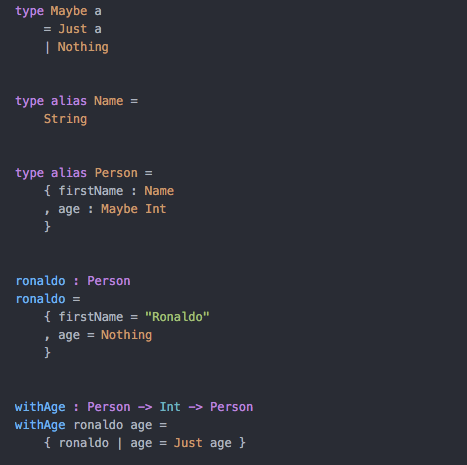 type Maybe a
    = Just a
    | Nothing
type alias Name =
    String
type alias Person =
    { firstName : Name
    , age : Maybe Int
    }
ronaldo : Person
ronaldo =
    { firstName = "Ronaldo"
    , age = Nothing
    }
withAge : Person -> Int -> Person
withAge ronaldo age =
    { ronaldo | age = Just age }